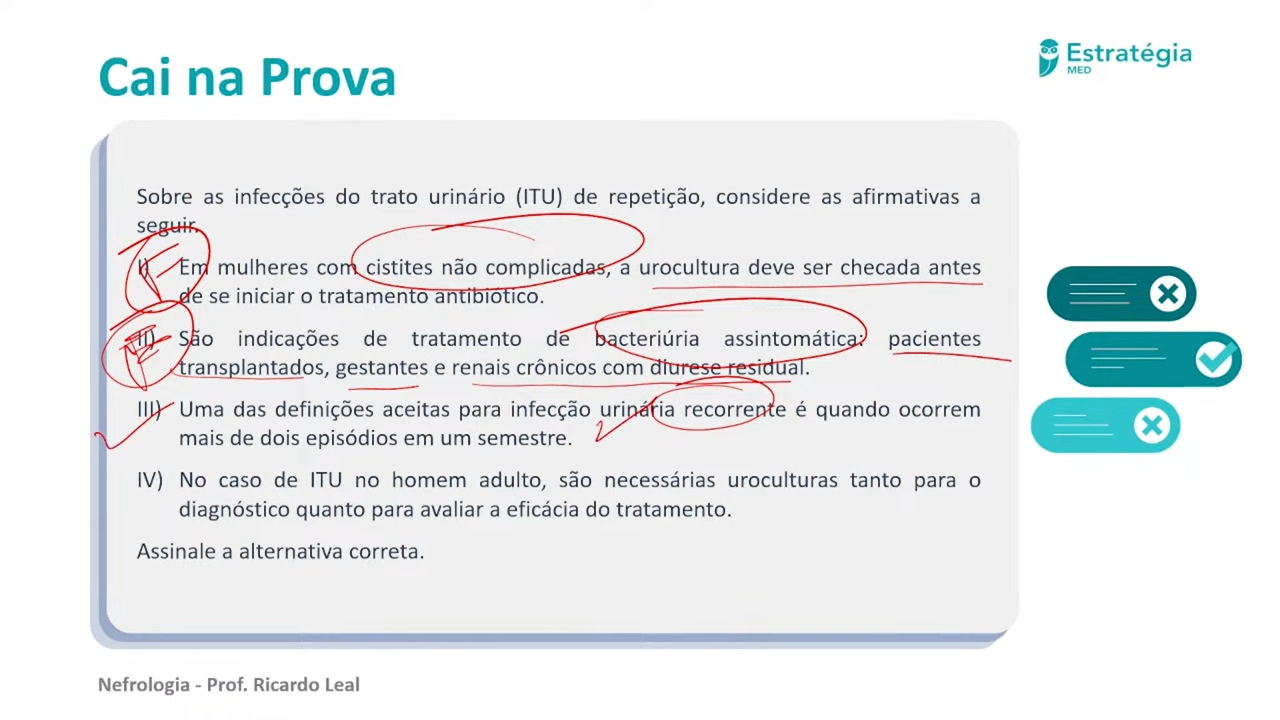 Cai na Prova
Estratégia
MED
Sobre as infecções do trato urinário (ITU) de repetição, considere as afirmativas a
seguir.
I) Em mulheres com cistites não complicadas, a urocultura deve ser checada antes
de se iniciar o tratamento antibiótico.
II) São indicações de tratamento de bacteriúria assintomática: pacientes
transplantados, gestantes e renais crônicos com diurese residual.
III) Uma das definições aceitas para infecção urinária recorrente é quando ocorrem
mais de dois episódios em um semestre.
IV) No caso de ITU no homem adulto, são necessárias uroculturas tanto para o
diagnóstico quanto para avaliar a eficácia do tratamento.
Assinale a alternativa correta.
Nefrologia - Prof. Ricardo Leal